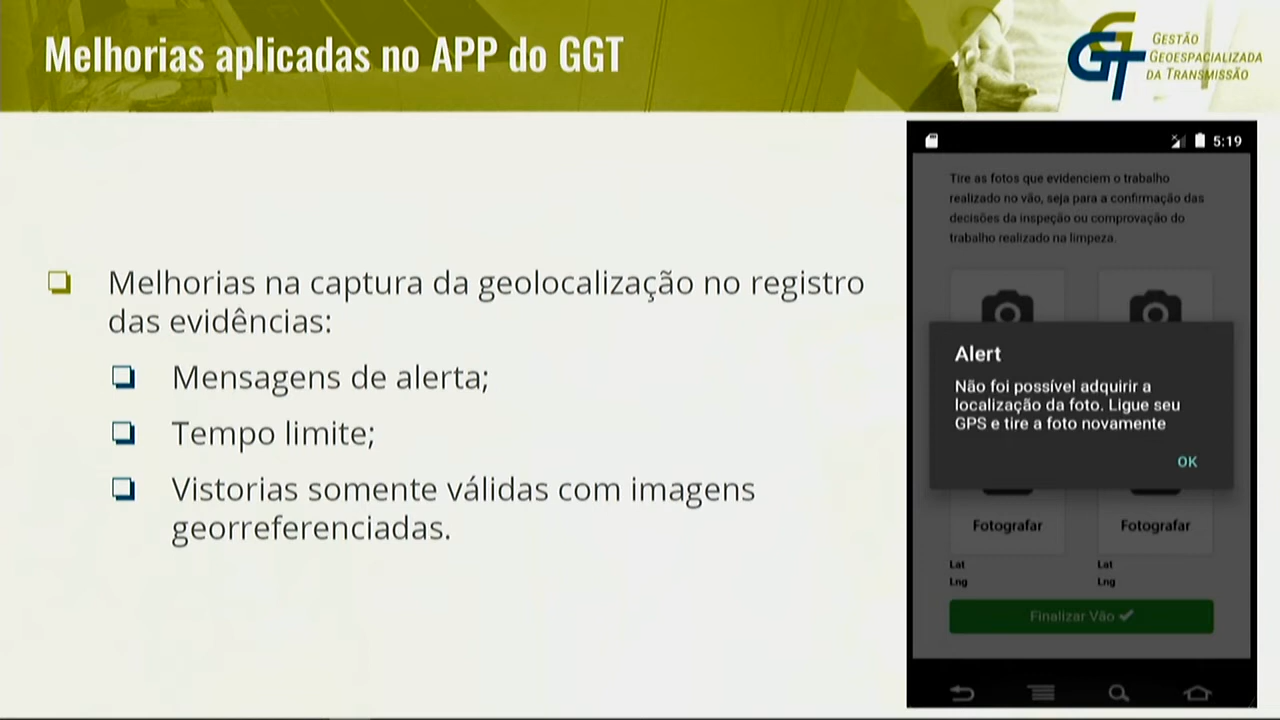 Melhorias aplicadas no APP do GGT
GGT
GESTÃO
GEOESPACIALIZADA
DA TRANSMISSÃO
Melhorias na captura da geolocalização no registro
das evidências:
Mensagens de alerta;
Tempo limite;
Vistorias somente válidas com imagens
georreferenciadas.
5:19
Tire as fotos que evidenciem o trabalho
realizado no vão, seja para a confirmação das
decisões da inspeção ou comprovação do
trabalho realizado na limpeza.
Alert
Não foi possível adquirir a
localização da foto. Ligue seu
GPS e tire a foto novamente
OK
Fotografar Fotografar
Lat Lat
Lng Lng
Finalizar Vão